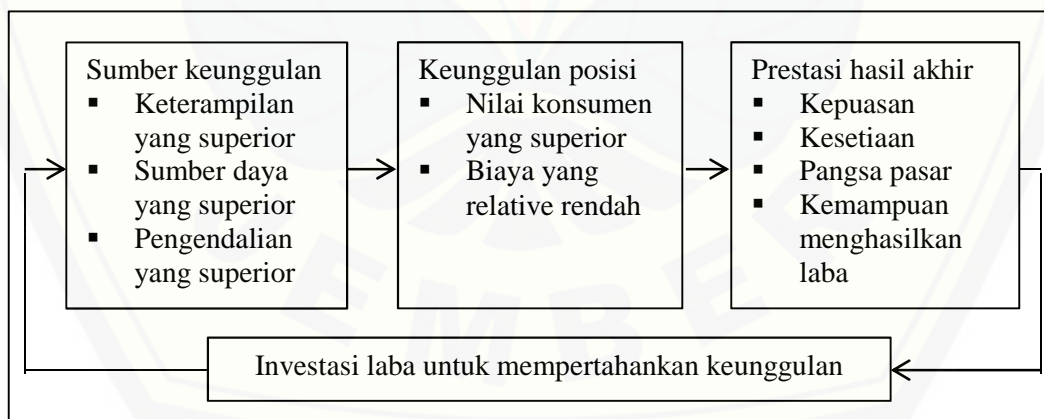 Sumber keunggulan
▪ Keterampilan
yang superior
▪ Sumber daya
yang superior
▪ Pengendalian
yang superior
Keunggulan posisi
▪ Nilai konsumen
yang superior
▪ Biaya yang
relative rendah
Prestasi hasil akhir
▪ Kepuasan
▪ Kesetiaan
▪ Pangsa pasar
▪ Kemampuan
menghasilkan
laba
Investasi laba untuk mempertahankan keunggulan